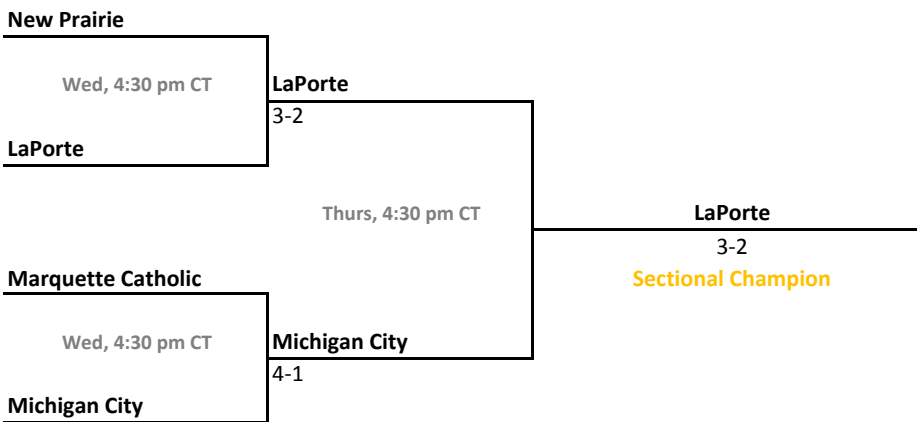 New Prairie
Wed, 4:30 pm CT
LaPorte
3-2
LaPorte
Thurs, 4:30 pm CT
LaPorte
3-2
Sectional Champion
Marquette Catholic
Wed, 4:30 pm CT
Michigan City
4-1
Michigan City